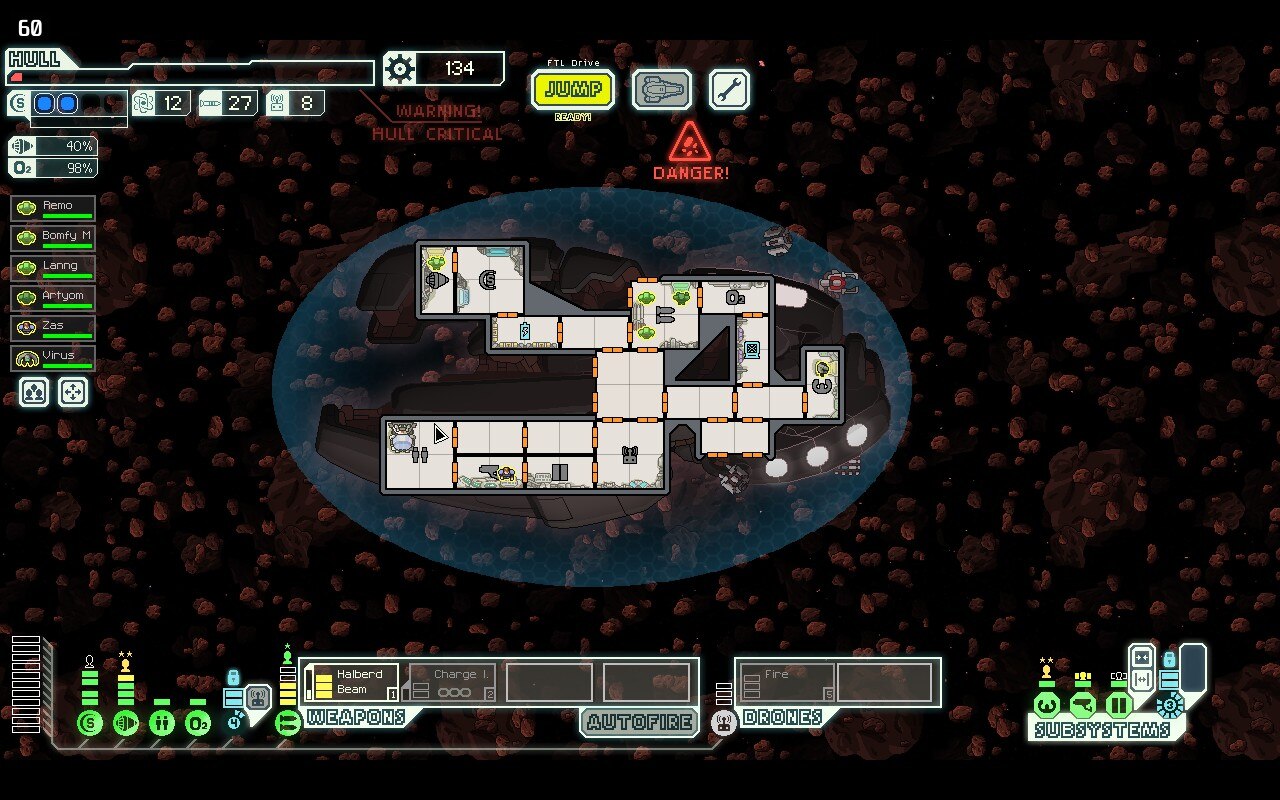 60
HULL
134
FTL Drive
JUMP
READY!
12
27
8
WARNING!
HULL CRITICAL
DANGER!
40%
O2 98%
Remo
Bomfy M
Lanng
Artyom
Zas
Virus
Halberd
Beam
1
Charge l.
2
Fire
5
WEAPONS
AUTOFIRE
DRONES
SUBSYSTEMS